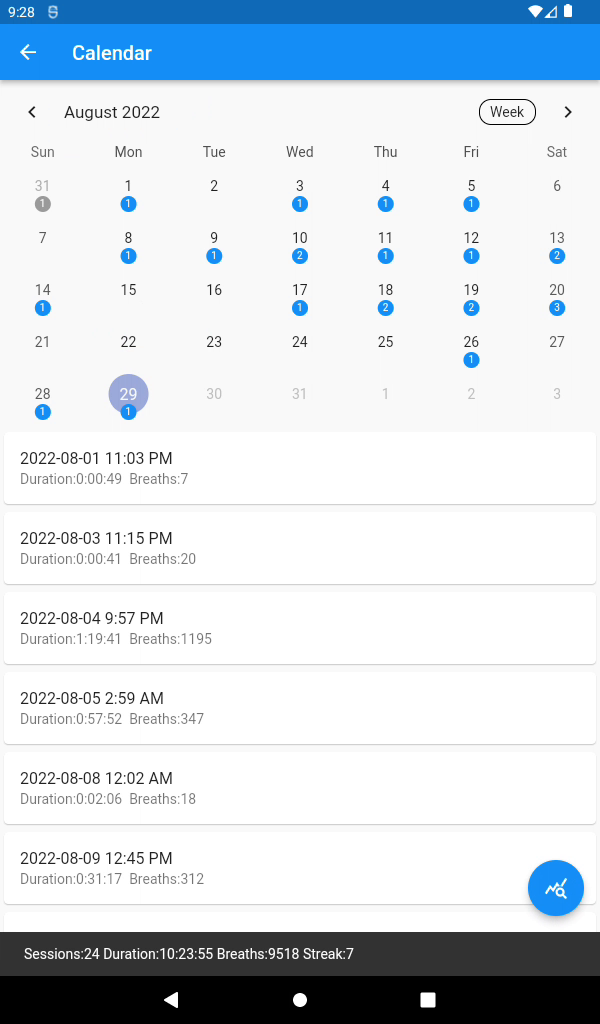 9:28
Calendar
August 2022 Week
Sun Mon Tue Wed Thu Fri Sat
31 1 2 3 4 5 6
1 1 1 1 1
7 8 9 10 11 12 13
1 1 2 1 1 2
14 15 16 17 18 19 20
1 1 2 2 3
21 22 23 24 25 26 27
1
28 29 30 31 1 2 3
1 1
2022-08-01 11:03 PM
Duration:0:00:49 Breaths:7
2022-08-03 11:15 PM
Duration:0:00:41 Breaths:20
2022-08-04 9:57 PM
Duration:1:19:41 Breaths:1195
2022-08-05 2:59 AM
Duration:0:57:52 Breaths:347
2022-08-08 12:02 AM
Duration:0:02:06 Breaths:18
2022-08-09 12:45 PM
Duration:0:31:17 Breaths:312
Sessions:24 Duration:10:23:55 Breaths:9518 Streak:7